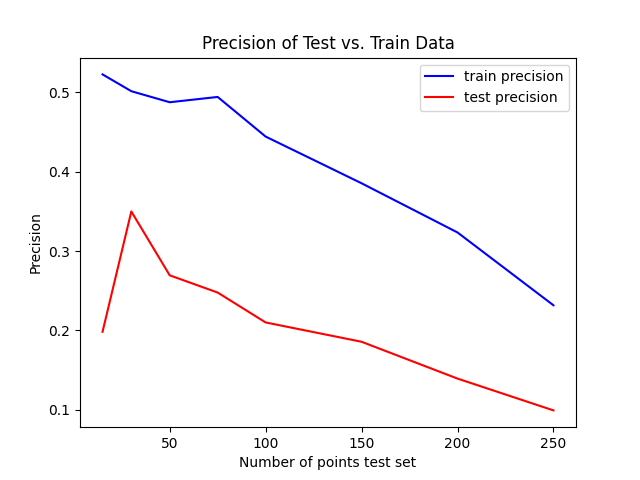 Precision of Test vs. Train Data
train precision
test precision
0.5
0.4
0.3
0.2
0.1
Precision
50
100
150
200
250
Number of points test set